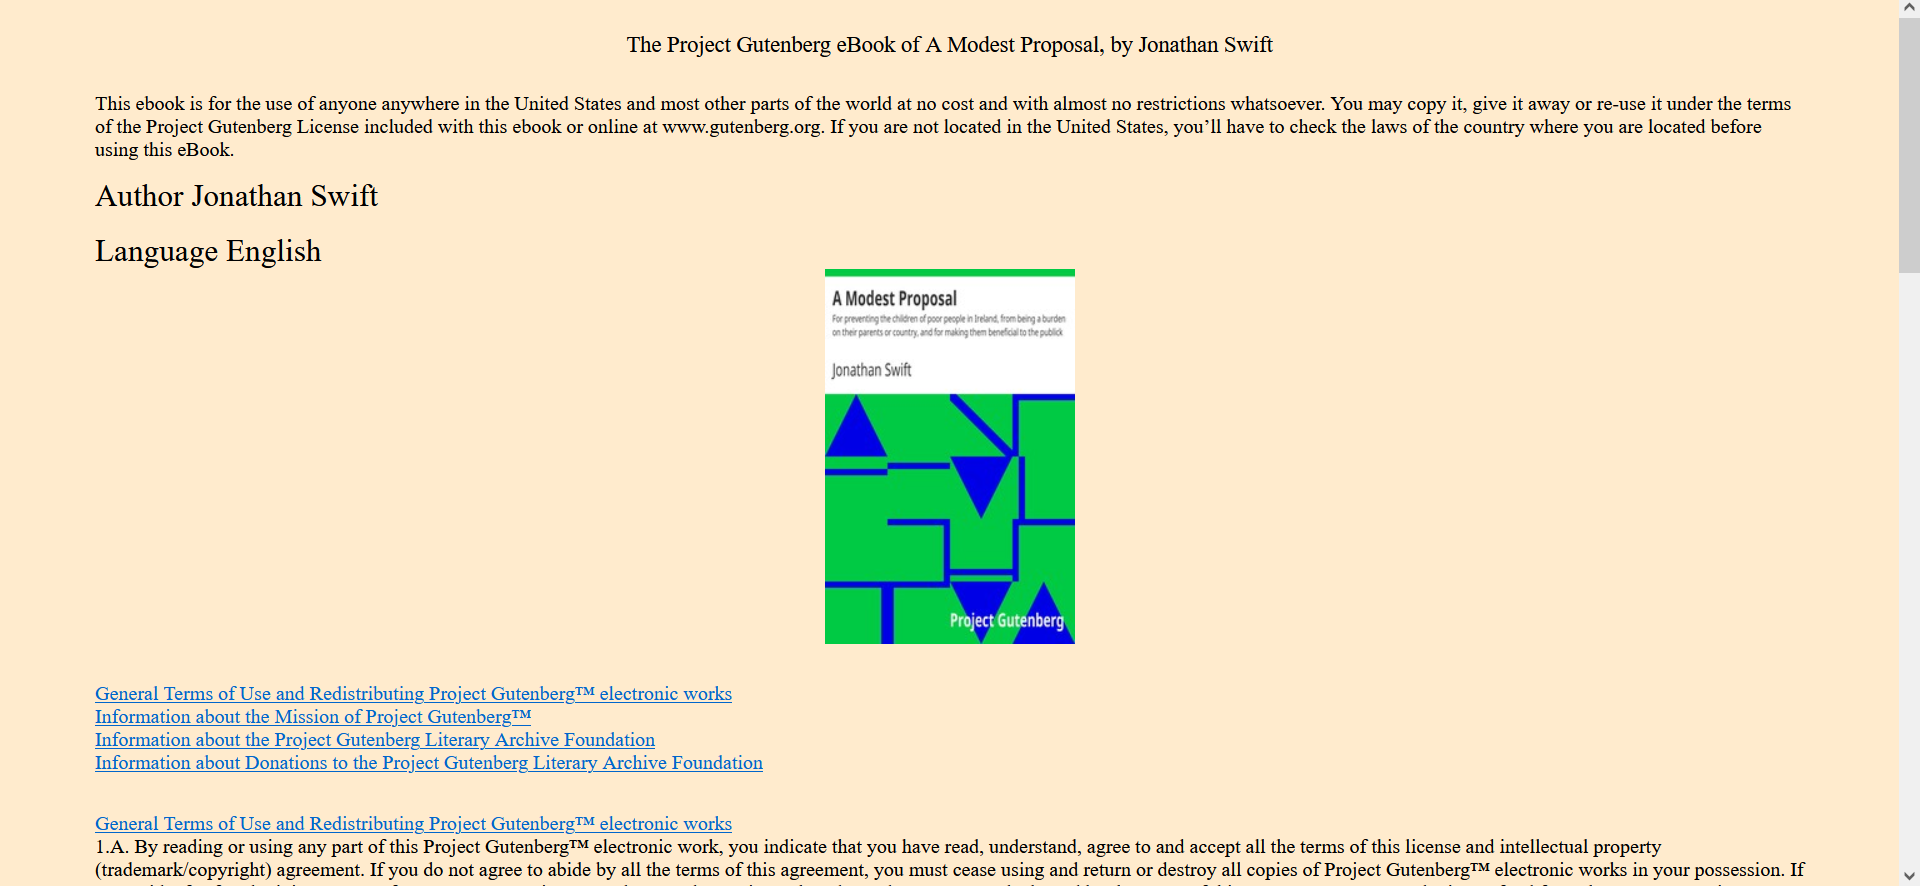 The Project Gutenberg eBook of A Modest Proposal, by Jonathan Swift
This ebook is for the use of anyone anywhere in the United States and most other parts of the world at no cost and with almost no restrictions whatsoever. You may copy it, give it away or re-use it under the terms
of the Project Gutenberg License included with this ebook or online at www.gutenberg.org. If you are not located in the United States, you’ll have to check the laws of the country where you are located before
using this eBook.
Author Jonathan Swift
Language English
A Modest Proposal
For preventing the children of poor people in Ireland, from being a burden
on their parents or country, and for making them beneficial to the publick
Jonathan Swift
Project Gutenberg
General Terms of Use and Redistributing Project Gutenberg™ electronic works
Information about the Mission of Project Gutenberg™
Information about the Project Gutenberg Literary Archive Foundation
Information about Donations to the Project Gutenberg Literary Archive Foundation
General Terms of Use and Redistributing Project Gutenberg™ electronic works
1.A. By reading or using any part of this Project Gutenberg™ electronic work, you indicate that you have read, understand, agree to and accept all the terms of this license and intellectual property
(trademark/copyright) agreement. If you do not agree to abide by all the terms of this agreement, you must cease using and return or destroy all copies of Project Gutenberg™ electronic works in your possession. If